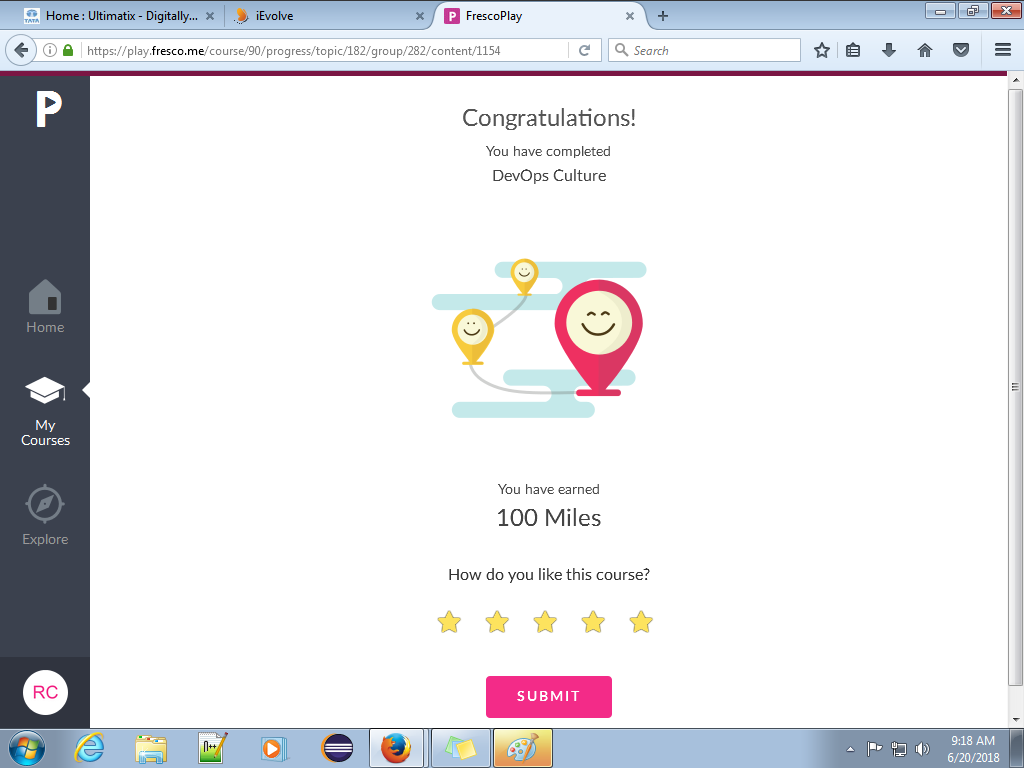 Home : Ultimatix - Digitally...
iEvolve
FrescoPlay
https://play.fresco.me/course/90/progress/topic/182/group/282/content/1154
Search
P
Congratulations!
You have completed
DevOps Culture
Home
My
Courses
Explore
You have earned
100 Miles
How do you like this course?
SUBMIT
RC
9:18 AM
6/20/2018